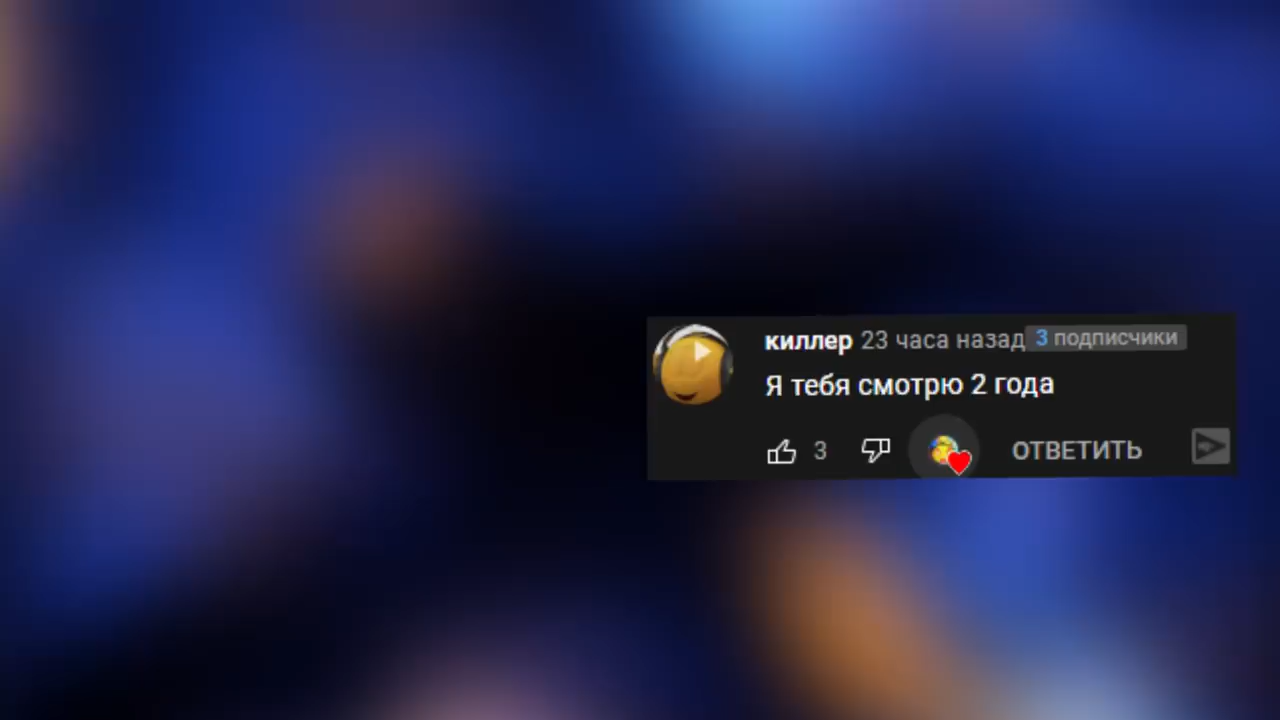 киллер 23 часа назад 3 подписчики
Я тебя смотрю 2 года
3 ОТВЕТИТЬ